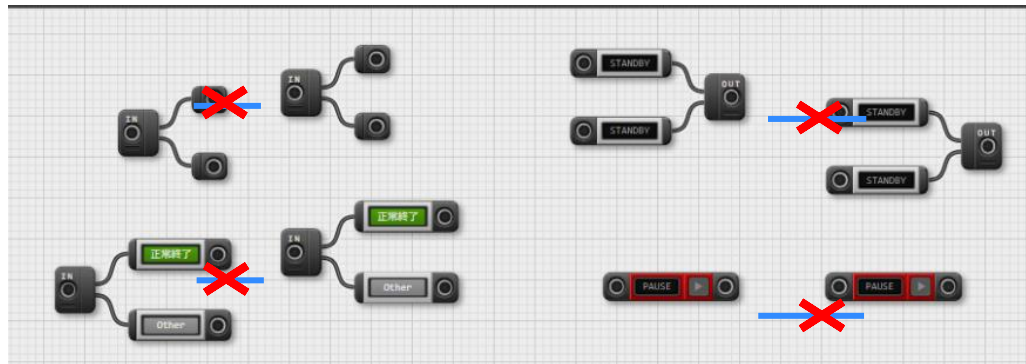 IN
IN
STANDBY
OUT
STANDBY
STANDBY
OUT
STANDBY
IN
正常終了
Other
IN
正常終了
Other
PAUSE
PAUSE